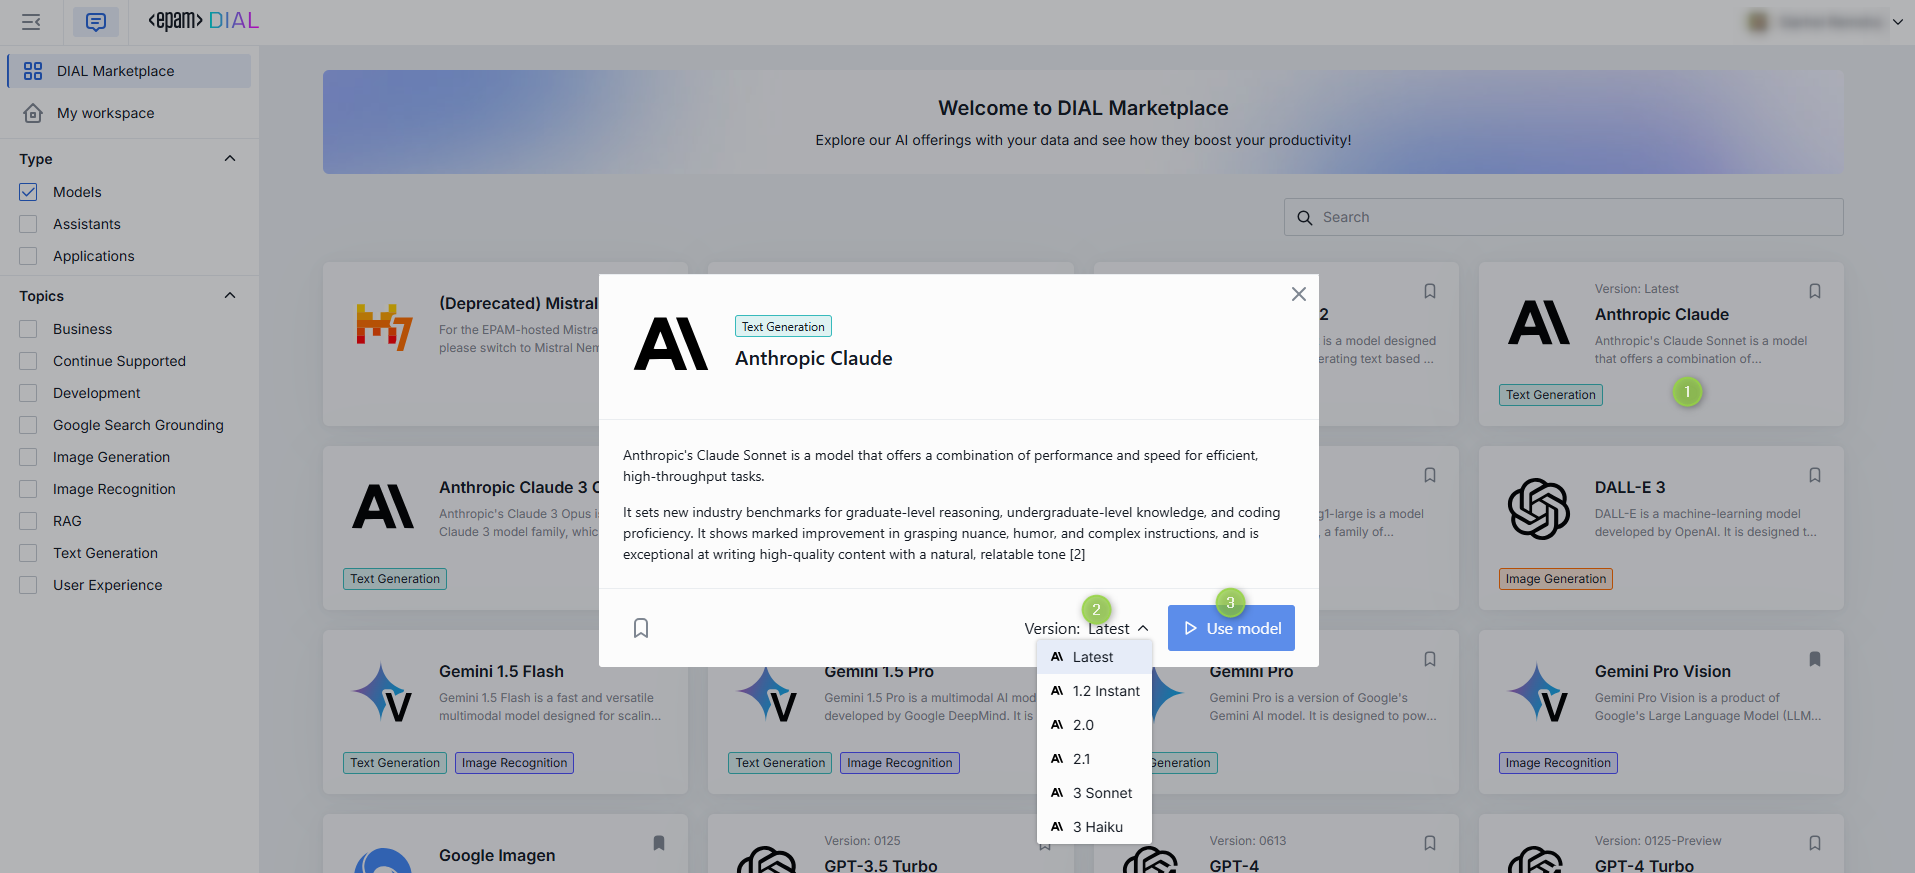 <epam> DIAL
DIAL Marketplace
My workspace
Type
Models
Assistants
Applications
Topics
Business
Continue Supported
Development
Google Search Grounding
Image Generation
Image Recognition
RAG
Text Generation
User Experience
Welcome to DIAL Marketplace
Explore our AI offerings with your data and see how they boost your productivity!
Search
(Deprecated) Mistral
For the EPAM-hosted Mistra
please switch to Mistral Nem
2
is a model designed
erating text based ...
Version: Latest
Anthropic Claude
Anthropic's Claude Sonnet is a model
that offers a combination of...
Text Generation
1
Text Generation
Anthropic Claude
Anthropic's Claude Sonnet is a model that offers a combination of performance and speed for efficient,
high-throughput tasks.
It sets new industry benchmarks for graduate-level reasoning, undergraduate-level knowledge, and coding
proficiency. It shows marked improvement in grasping nuance, humor, and complex instructions, and is
exceptional at writing high-quality content with a natural, relatable tone [2]
2
3
Version: Latest
Use model
Latest
1.2 Instant
2.0
2.1
3 Sonnet
3 Haiku
Anthropic Claude 3 O
Anthropic's Claude 3 Opus i
Claude 3 model family, whic
Text Generation
g1-large is a model
, a family of...
DALL-E 3
DALL-E is a machine-learning model
developed by OpenAI. It is designed t...
Image Generation
Gemini 1.5 Flash
Gemini 1.5 Flash is a fast and versatile
multimodal model designed for scalin...
Text Generation
Image Recognition
Gemini 1.5 Pro
Gemini 1.5 Pro is a multimodal AI mod
developed by Google DeepMind. It is
Text Generation
Image Recognition
Gemini Pro
Gemini Pro is a version of Google's
Gemini AI model. It is designed to pow...
Generation
Gemini Pro Vision
Gemini Pro Vision is a product of
Google's Large Language Model (LLM...
Image Recognition
Google Imagen
Version: 0125
GPT-3.5 Turbo
Version: 0613
GPT-4
Version: 0125-Preview
GPT-4 Turbo